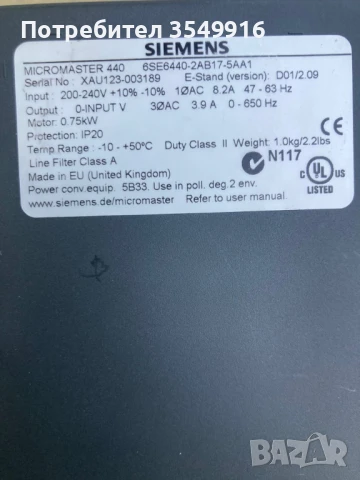 Потребител 3549916
SIEMENS
MICROMASTER 440 6SE6440-2AB17-5AA1
Serial No : XAU123-003189 E-Stand (version): D01/2.09
Input : 200-240V +10% -10% 1ØAC 8.2A 47 - 63 Hz
Output : 0-INPUT V 3ØAC 3.9 A 0 - 650 Hz
Motor: 0.75kW
Protection: IP20
Temp Range : -10 - +50°C Duty Class II Weight: 1.0kg/2.2lbs
Line Filter Class A
N117
Made in EU (United Kingdom)
Power conv.equip. 5B33. Use in poll. deg.2 env.
www.siemens.de/micromaster Refer to user manual.
CE
C UL US
LISTED
BAZAR